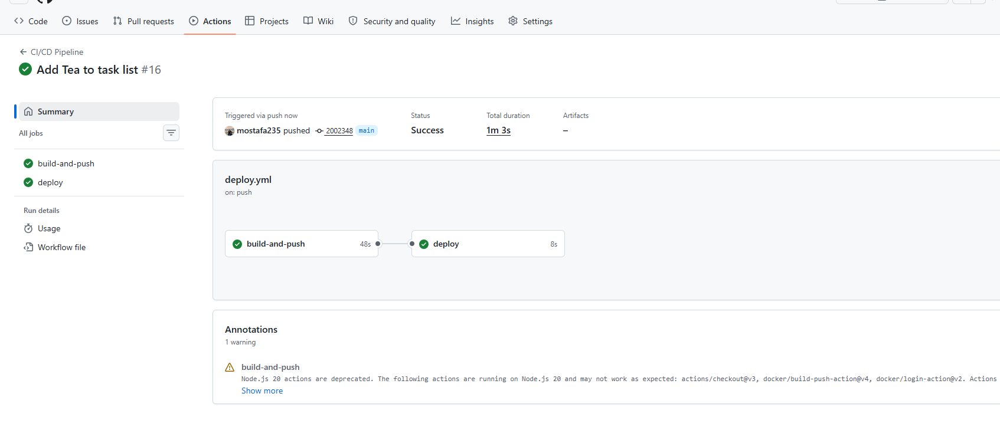 Code Issues Pull requests Actions Projects Wiki Security and quality Insights Settings
CI/CD Pipeline
Add Tea to task list #16
Summary
All jobs
build-and-push
deploy
Run details
Usage
Workflow file
Triggered via push now
mostafa235 pushed 2002348 main
Status
Success
Total duration
1m 3s
Artifacts
–
deploy.yml
on: push
build-and-push 48s
deploy 8s
Annotations
1 warning
build-and-push
Node.js 20 actions are deprecated. The following actions are running on Node.js 20 and may not work as expected: actions/checkout@v3, docker/build-push-action@v4, docker/login-action@v2. Actions
Show more